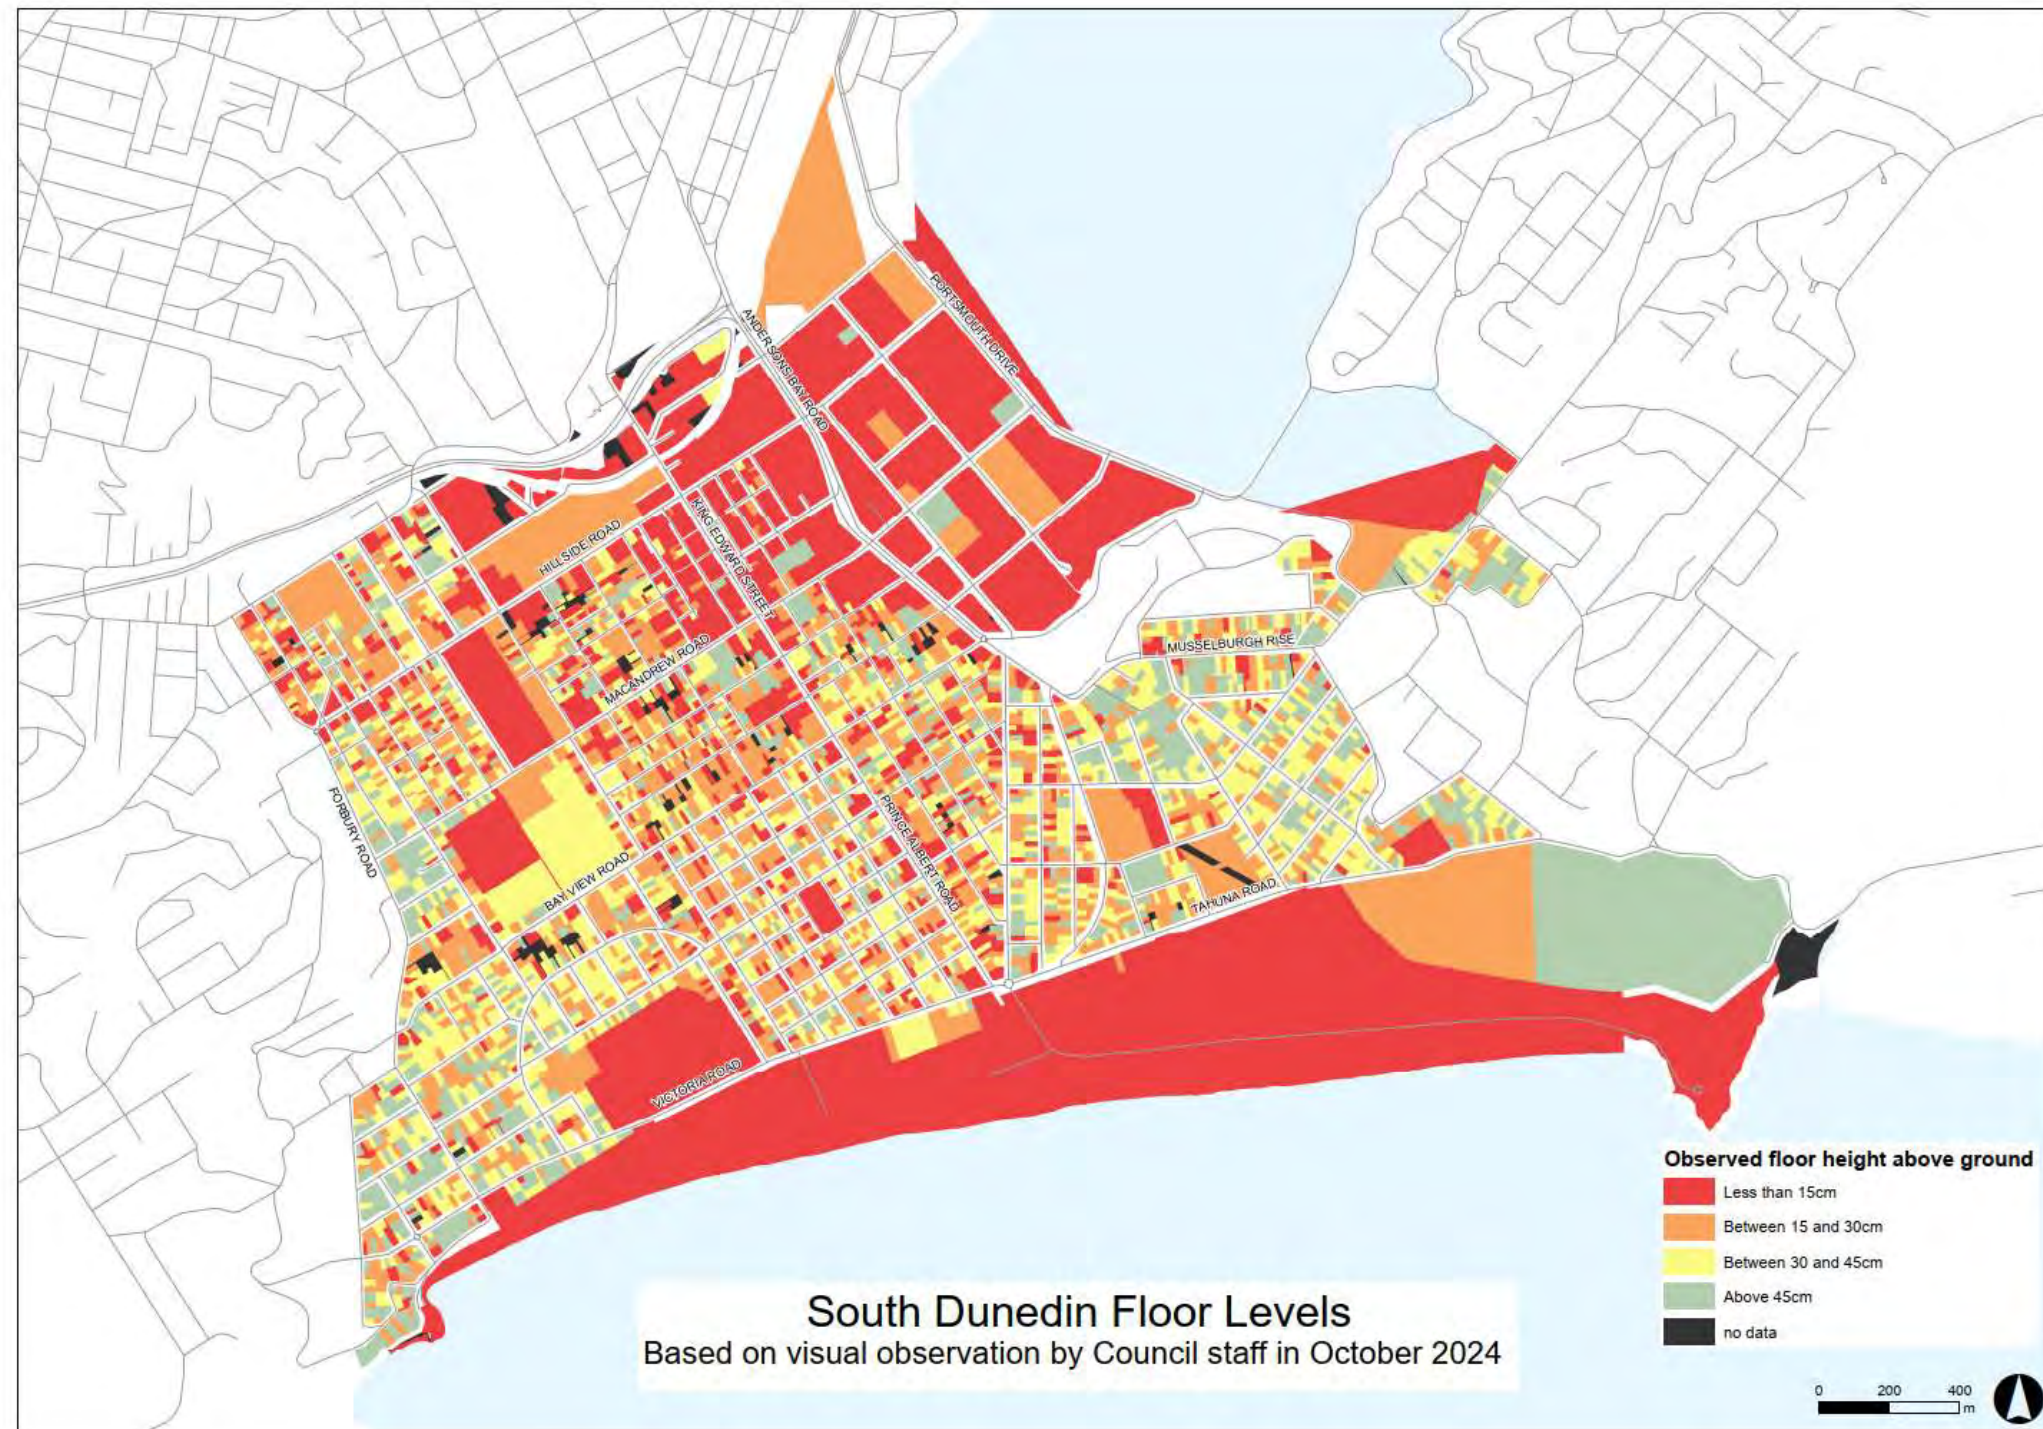 PORTSMOUTH DRIVE
ANDERSONS BAY ROAD
KING EDWARD STREET
HILLSIDE ROAD
MACANDREW ROAD
MUSSELBURGH RISE
FORBURY ROAD
PRINCE ALBERT ROAD
BAY VIEW ROAD
TAHUNA ROAD
VICTORIA ROAD
Observed floor height above ground
Less than 15cm
Between 15 and 30cm
Between 30 and 45cm
Above 45cm
no data
South Dunedin Floor Levels
Based on visual observation by Council staff in October 2024
0 200 400
m